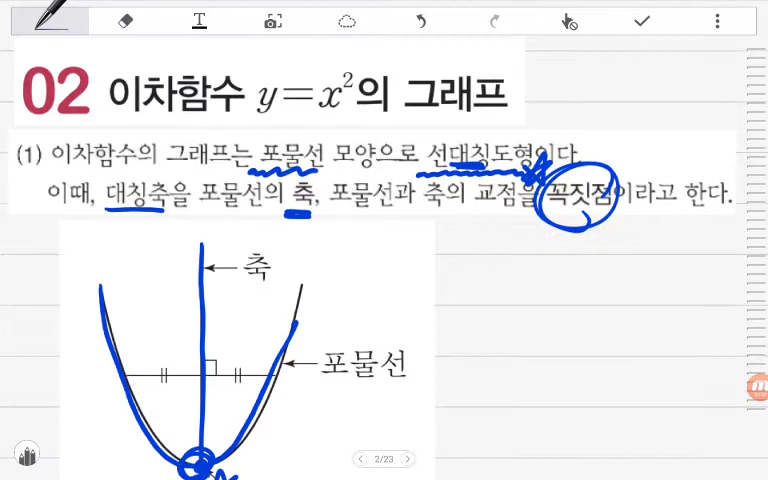 T
02 이차함수 y=x²의 그래프
(1) 이차함수의 그래프는 포물선 모양으로 선대칭도형이다.
이때, 대칭축을 포물선의 축, 포물선과 축의 교점을 꼭짓점이라고 한다.
축
포물선
2/23